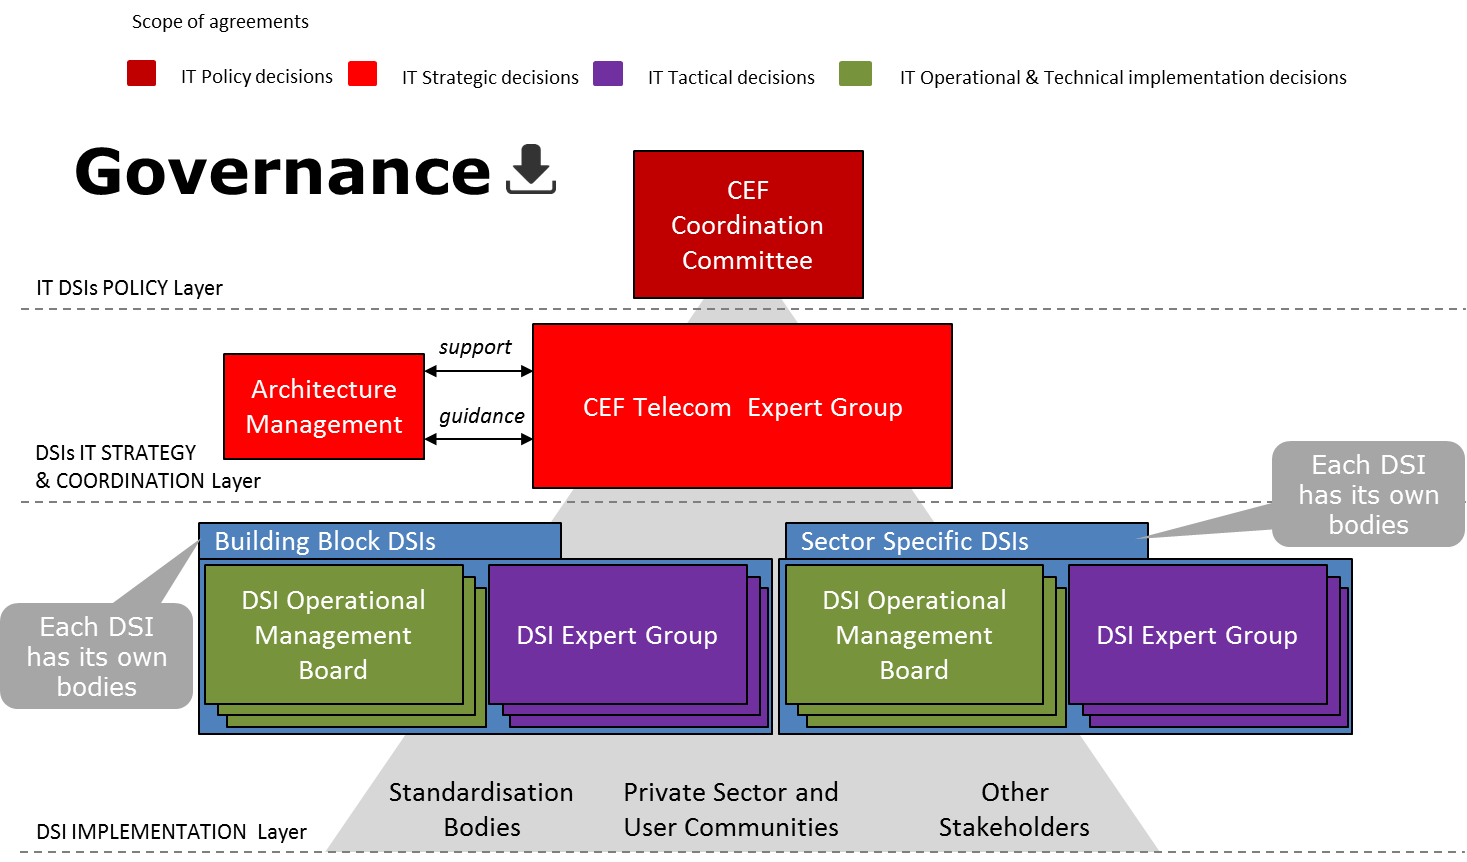 Scope of agreements
IT Policy decisions
IT Strategic decisions
IT Tactical decisions
IT Operational & Technical implementation decisions
Governance
CEF
Coordination
Committee
IT DSIs POLICY Layer
support
guidance
Architecture
Management
CEF Telecom Expert Group
DSIs IT STRATEGY
& COORDINATION Layer
Each DSI
has its own
bodies
Building Block DSIs
Sector Specific DSIs
DSI Operational
Management
Board
DSI Expert Group
DSI Operational
Management
Board
DSI Expert Group
Each DSI
has its own
bodies
Standardisation
Bodies
Private Sector and
User Communities
Other
Stakeholders
DSI IMPLEMENTATION Layer